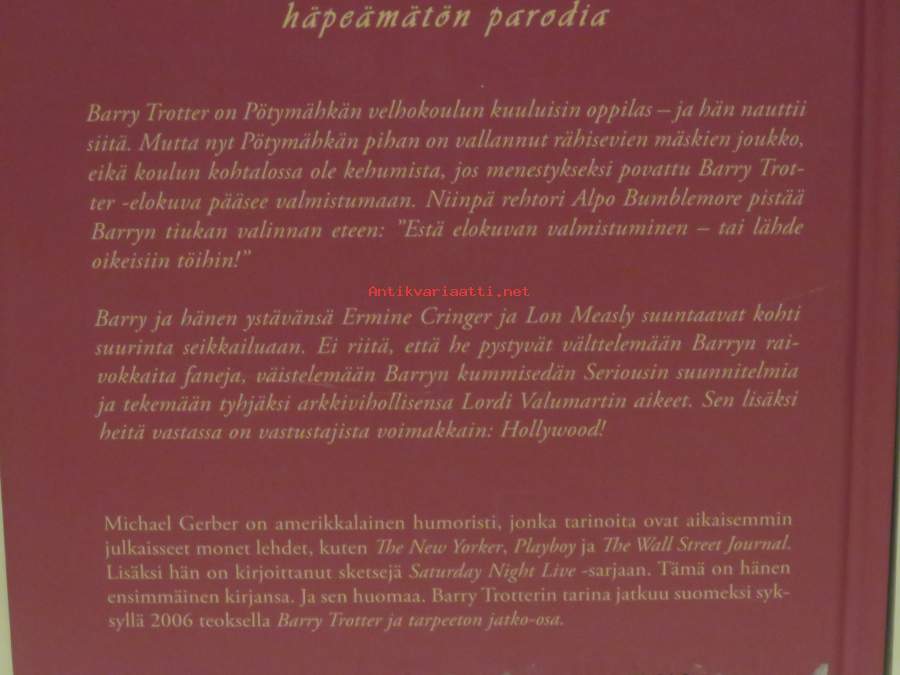 häpeämätön parodia
Barry Trotter on Pötymähkän velhokoulun kuuluisin oppilas – ja hän nauttii
siitä. Mutta nyt Pötymähkän pihan on vallannut rähisevien mäskien joukko,
eikä koulun kohtalossa ole kehumista, jos menestykseksi povattu Barry Trot-
ter -elokuva pääsee valmistumaan. Niinpä rehtori Alpo Bumblemore pistää
Barryn tiukan valinnan eteen: ”Estä elokuvan valmistuminen – tai lähde
oikeisiin töihin!”
Antikvariaatti.net
Barry ja hänen ystävänsä Ermine Cringer ja Lon Measly suuntaavat kohti
suurinta seikkailuaan. Ei riitä, että he pystyvät välttelemään Barryn rai-
vokkaita faneja, väistelemään Barryn kummisedän Seriousin suunnitelmia
ja tekemään tyhjäksi arkkivihollisensa Lordi Valumartin aikeet. Sen lisäksi
heitä vastassa on vastustajista voimakkain: Hollywood!
Michael Gerber on amerikkalainen humoristi, jonka tarinoita ovat aikaisemmin
julkaisseet monet lehdet, kuten The New Yorker, Playboy ja The Wall Street Journal.
Lisäksi hän on kirjoittanut sketsejä Saturday Night Live -sarjaan. Tämä on hänen
ensimmäinen kirjansa. Ja sen huomaa. Barry Trotterin tarina jatkuu suomeksi syk-
syllä 2006 teoksella Barry Trotter ja tarpeeton jatko-osa.